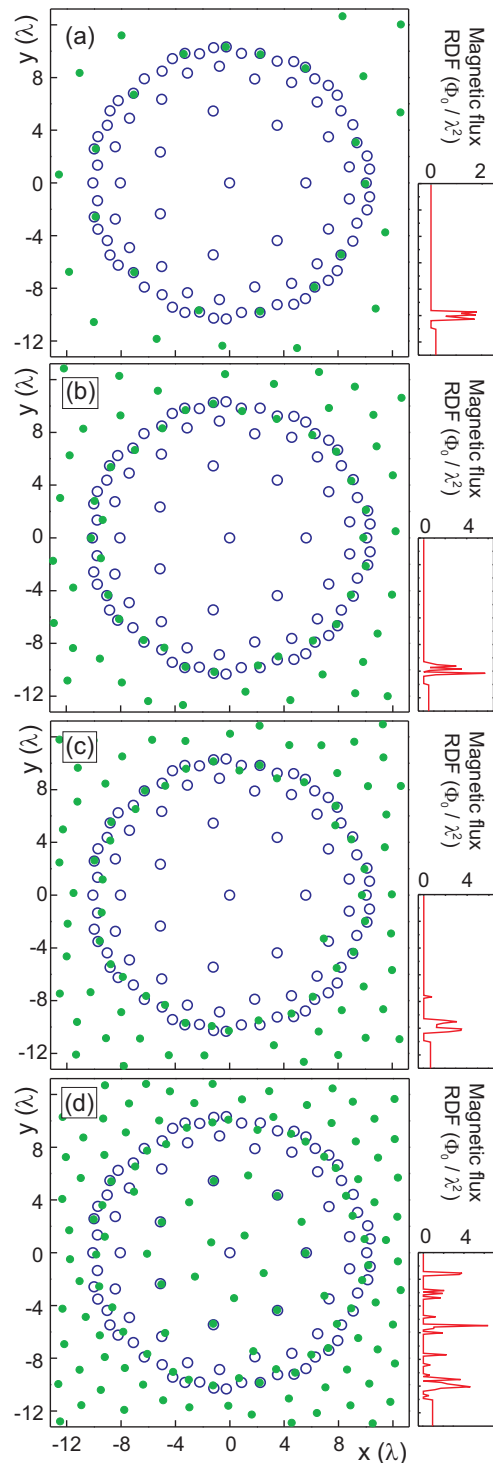 (a)
y (λ)
8
4
0
-4
-8
-12
Magnetic flux
RDF (Φ₀ / λ²)
0 2
(b)
y (λ)
8
4
0
-4
-8
-12
Magnetic flux
RDF (Φ₀ / λ²)
0 4
(c)
y (λ)
8
4
0
-4
-8
-12
Magnetic flux
RDF (Φ₀ / λ²)
0 4
(d)
y (λ)
8
4
0
-4
-8
-12
Magnetic flux
RDF (Φ₀ / λ²)
0 4
-12 -8 -4 0 4 8
x (λ)